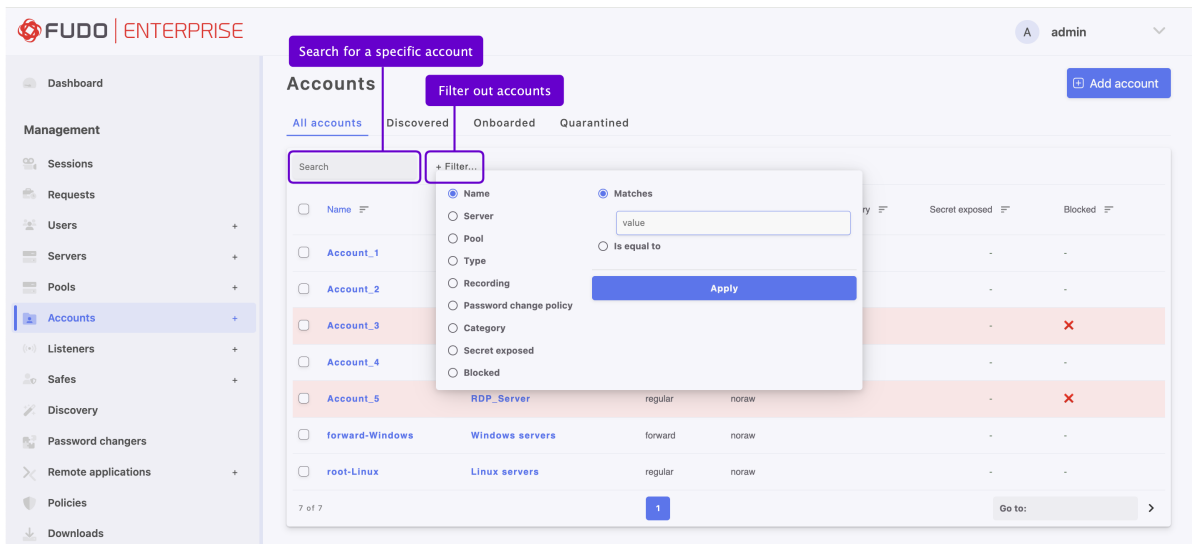 FUDO ENTERPRISE
A admin
Search for a specific account
Dashboard
Accounts
Filter out accounts
Add account
Management
All accounts Discovered Onboarded Quarantined
Sessions
Search + Filter...
Requests
Name Matches
Name ry Secret exposed Blocked
Users +
Server value
Pool Is equal to
Servers +
Account_1 - -
Type
Pools +
Account_2 - -
Recording Apply
Password change policy
Accounts +
Account_3 -
Category
Listeners +
Secret exposed
Account_4 - -
Blocked
Safes +
Account_5 RDP_Server regular noraw -
Discovery
forward-Windows Windows servers forward noraw - -
Password changers
Remote applications +
root-Linux Linux servers regular noraw - -
Policies
7 of 7 1 Go to:
Downloads